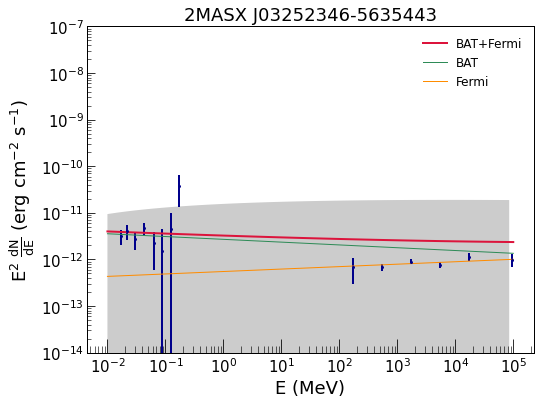 2MASX J03252346-5635443
BAT+Fermi
BAT
Fermi
E² dN/dE (erg cm⁻² s⁻¹)
10⁻⁷
10⁻⁸
10⁻⁹
10⁻¹⁰
10⁻¹¹
10⁻¹²
10⁻¹³
10⁻¹⁴
10⁻² 10⁻¹ 10⁰ 10¹ 10² 10³ 10⁴ 10⁵
E (MeV)